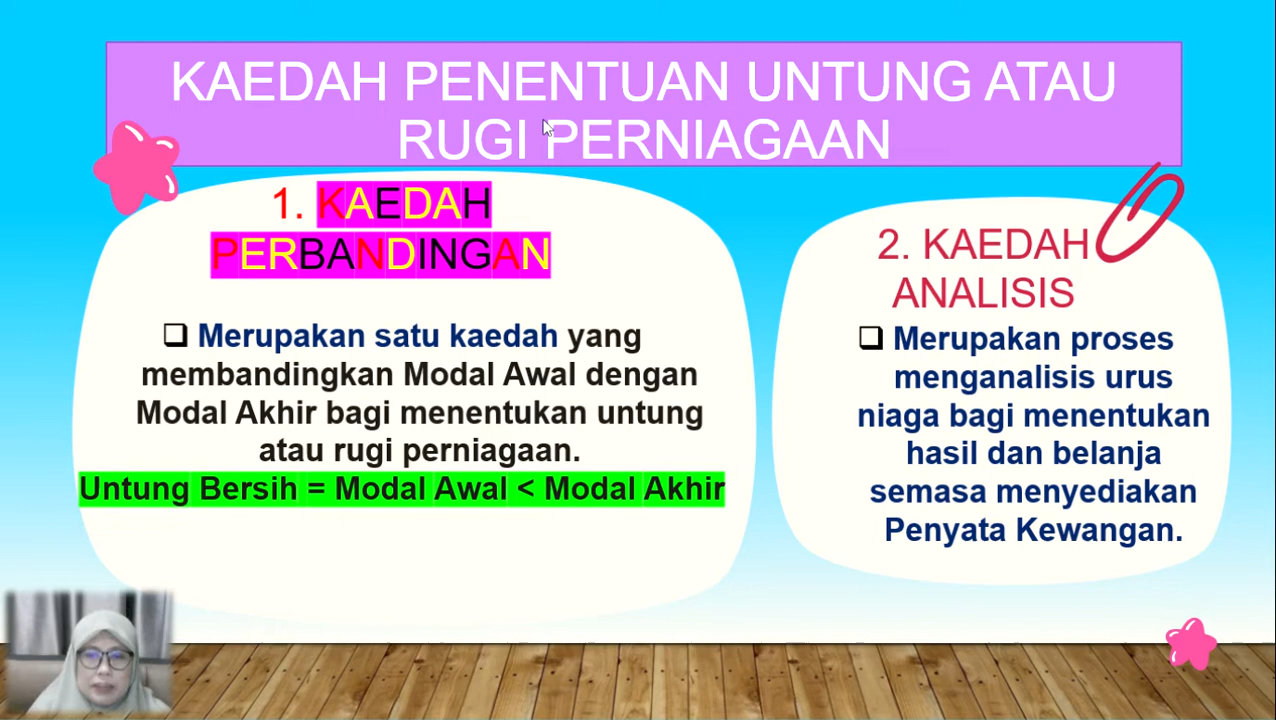 KAEDAH PENENTUAN UNTUNG ATAU
RUGI PERNIAGAAN
1. KAEDAH
PERBANDINGAN
❑ Merupakan satu kaedah yang
membandingkan Modal Awal dengan
Modal Akhir bagi menentukan untung
atau rugi perniagaan.
Untung Bersih = Modal Awal < Modal Akhir
2. KAEDAH
ANALISIS
❑ Merupakan proses
menganalisis urus
niaga bagi menentukan
hasil dan belanja
semasa menyediakan
Penyata Kewangan.